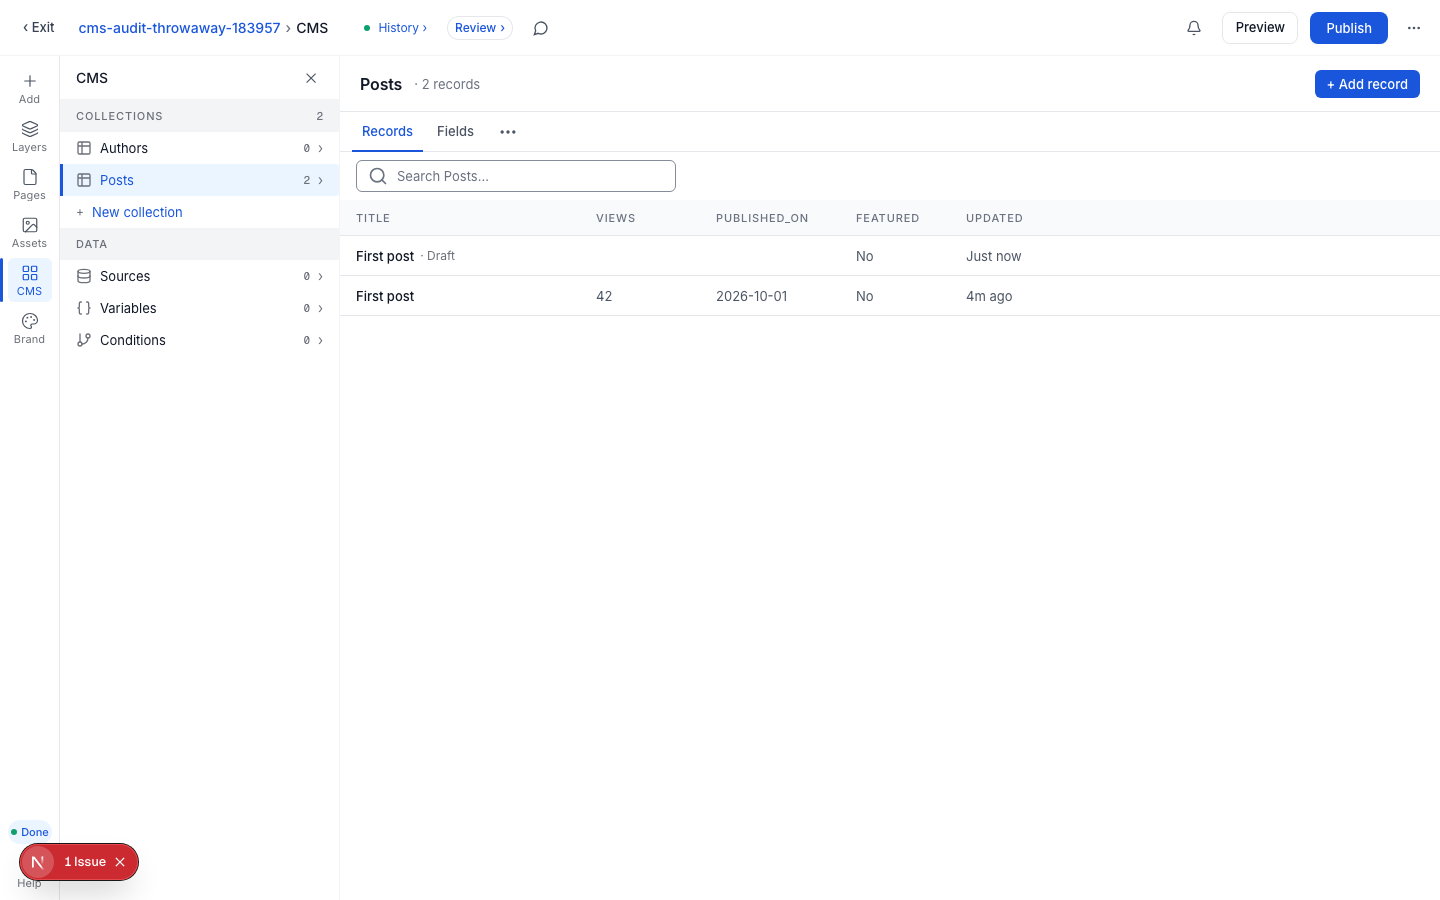 ‹ Exit
cms-audit-throwaway-183957 › CMS
History ›
Review ›
Preview
Publish
Add
Layers
Pages
Assets
CMS
Brand
Done
1 Issue
Help
CMS
COLLECTIONS 2
Authors 0 ›
Posts 2 ›
+ New collection
DATA
Sources 0 ›
Variables 0 ›
Conditions 0 ›
Posts · 2 records
+ Add record
Records Fields
Search Posts...
TITLE VIEWS PUBLISHED_ON FEATURED UPDATED
First post · Draft No Just now
First post 42 2026-10-01 No 4m ago